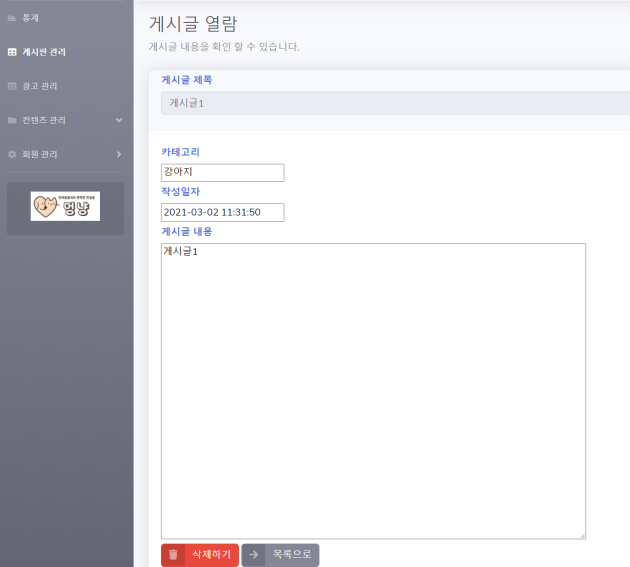 통계
게시판 관리
광고 관리
컨텐츠 관리
회원 관리
멍냥
게시글 열람
게시글 내용을 확인 할 수 있습니다.
게시글 제목
게시글1
카테고리
강아지
작성일자
2021-03-02 11:31:50
게시글 내용
게시글1
삭제하기
목록으로